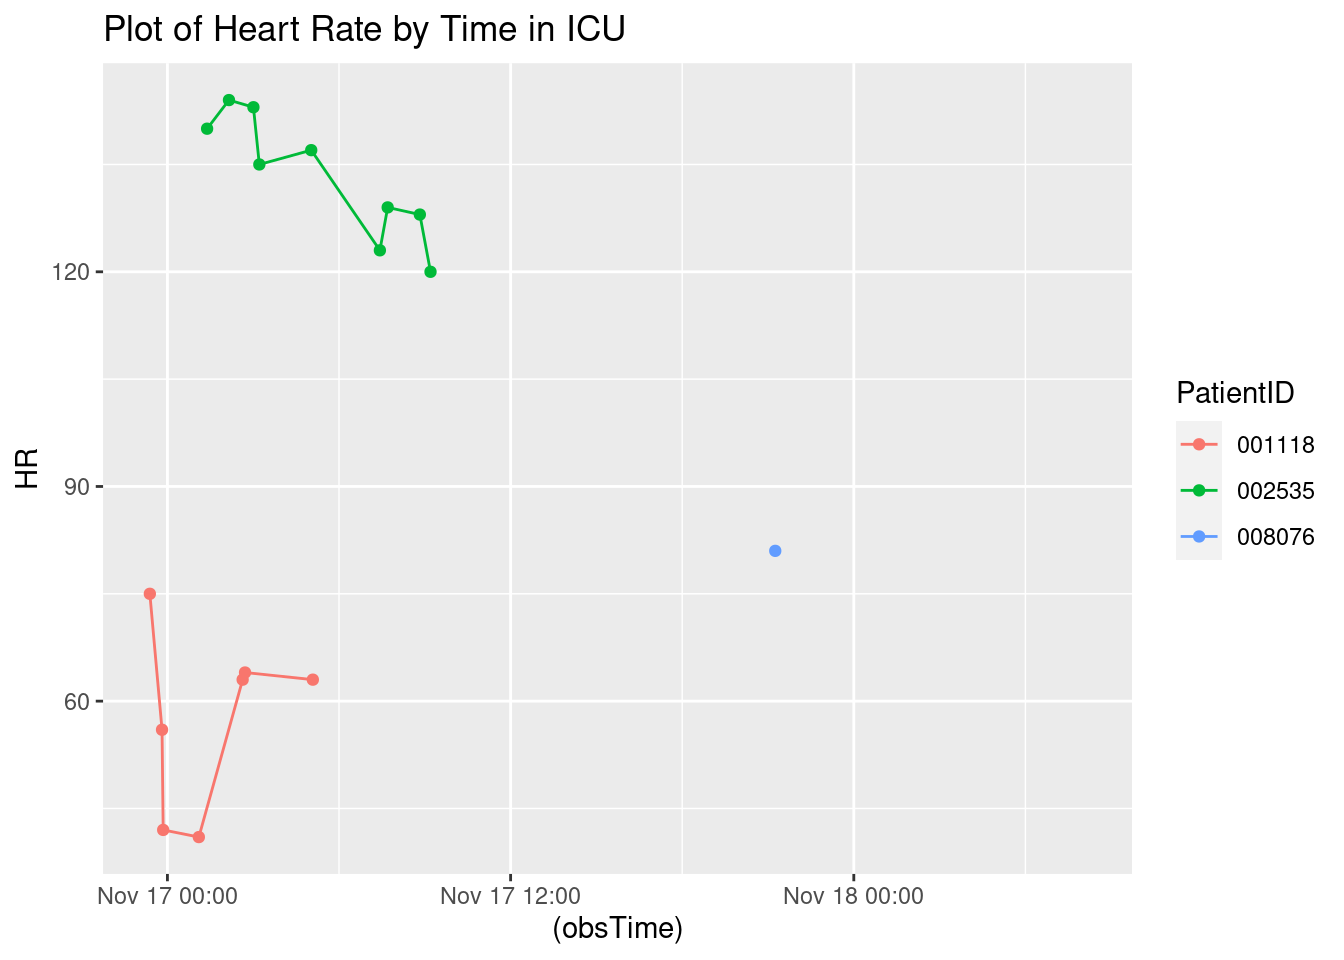 Plot of Heart Rate by Time in ICU
120
90
60
HR
Nov 17 00:00
Nov 17 12:00
Nov 18 00:00
(obsTime)
PatientID
001118
002535
008076